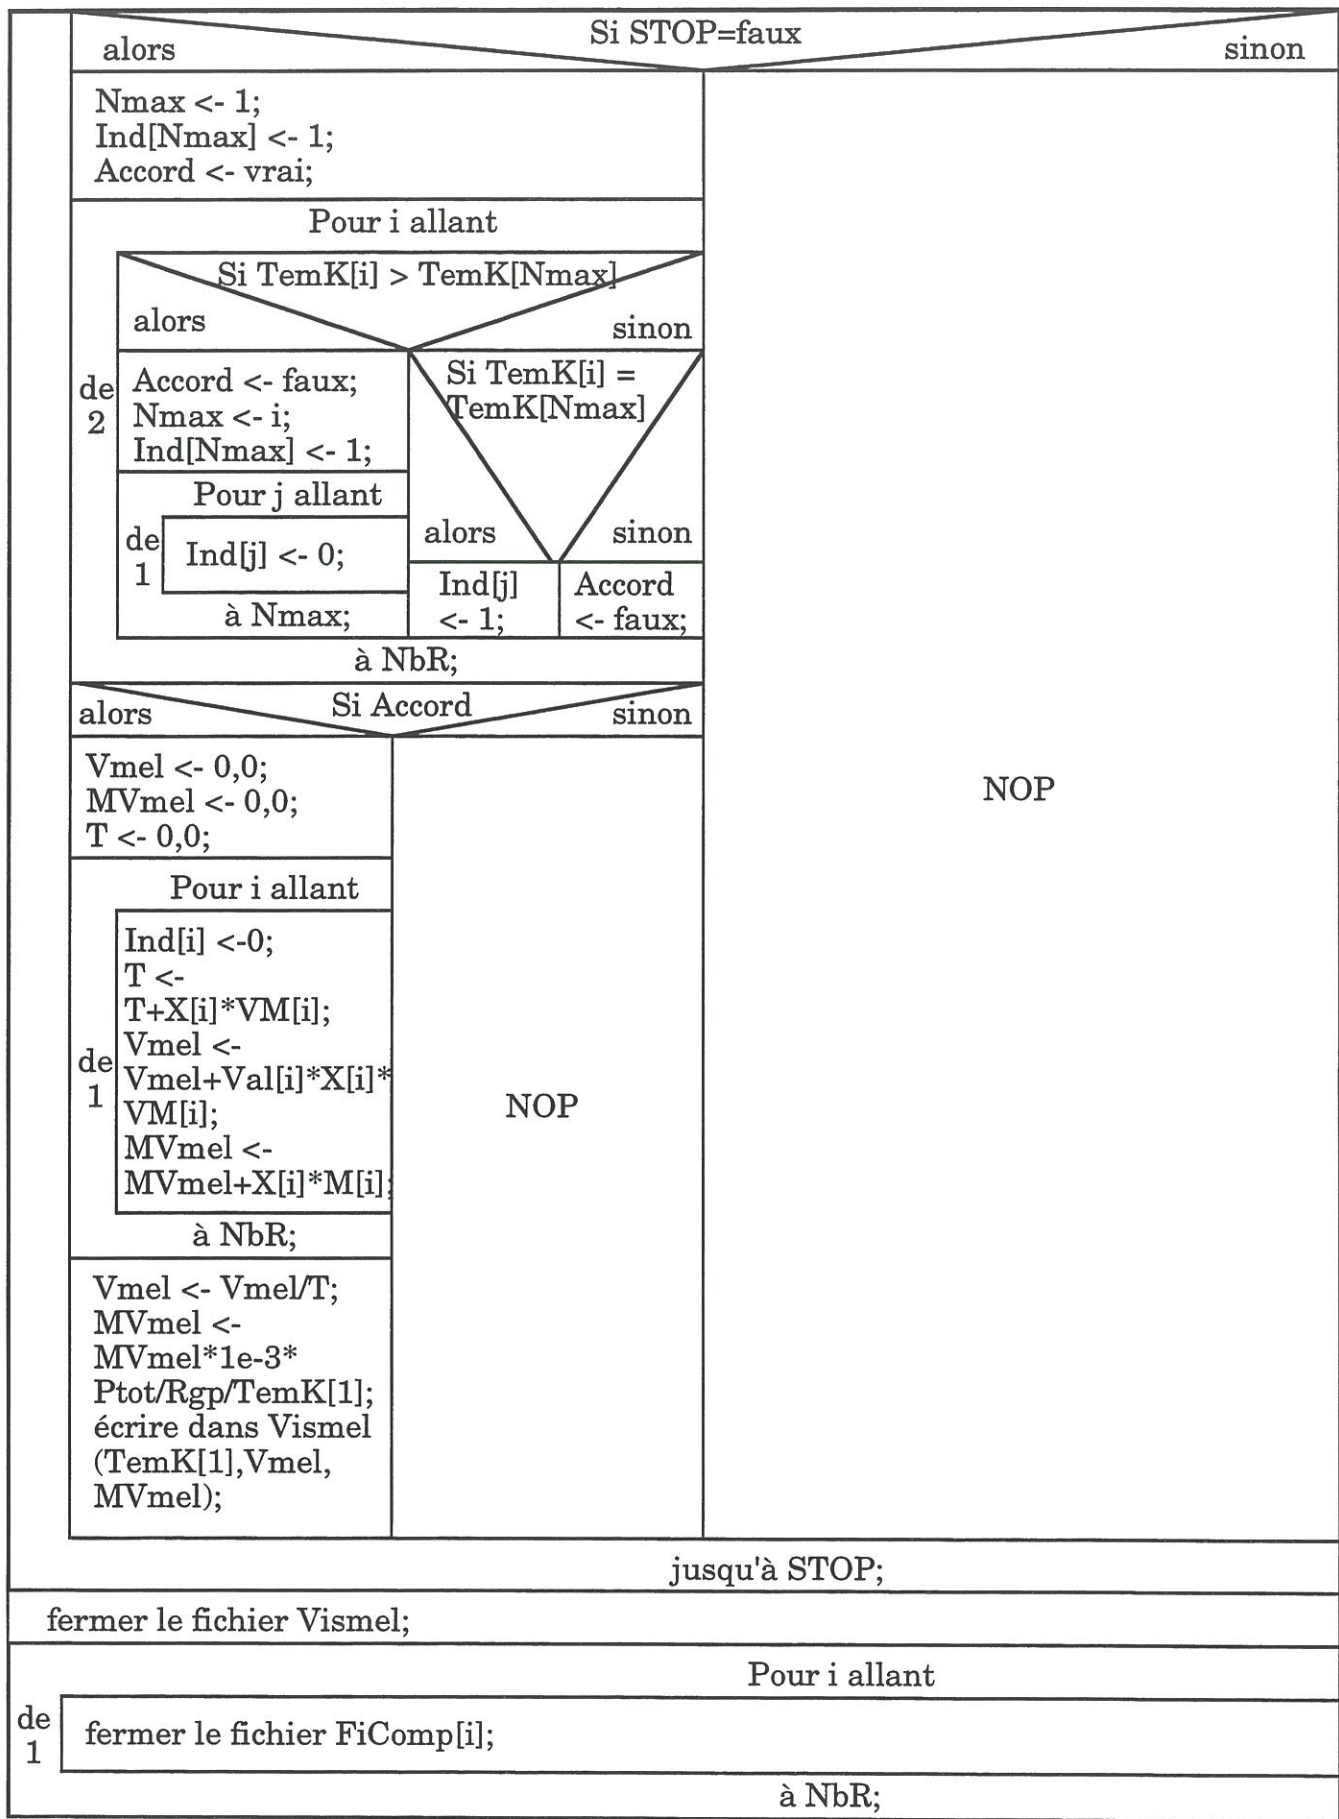 Si STOP=faux
alors
sinon
Nmax <- 1;
Ind[Nmax] <- 1;
Accord <- vrai;
Pour i allant
Si TemK[i] > TemK[Nmax]
alors
sinon
de
2
Accord <- faux;
Nmax <- i;
Ind[Nmax] <- 1;
Si TemK[i] =
TemK[Nmax]
Pour j allant
de
1
Ind[j] <- 0;
à Nmax;
alors
sinon
Ind[j]
<- 1;
Accord
<- faux;
à NbR;
Si Accord
alors
sinon
Vmel <- 0,0;
MVmel <- 0,0;
T <- 0,0;
Pour i allant
de
1
Ind[i] <-0;
T <-
T+X[i]*VM[i];
Vmel <-
Vmel+Val[i]*X[i]*
VM[i];
MVmel <-
MVmel+X[i]*M[i];
à NbR;
Vmel <- Vmel/T;
MVmel <-
MVmel*1e-3*
Ptot/Rgp/TemK[1];
écrire dans Vismel
(TemK[1],Vmel,
MVmel);
NOP
NOP
jusqu'à STOP;
fermer le fichier Vismel;
Pour i allant
de
1
fermer le fichier FiComp[i];
à NbR;